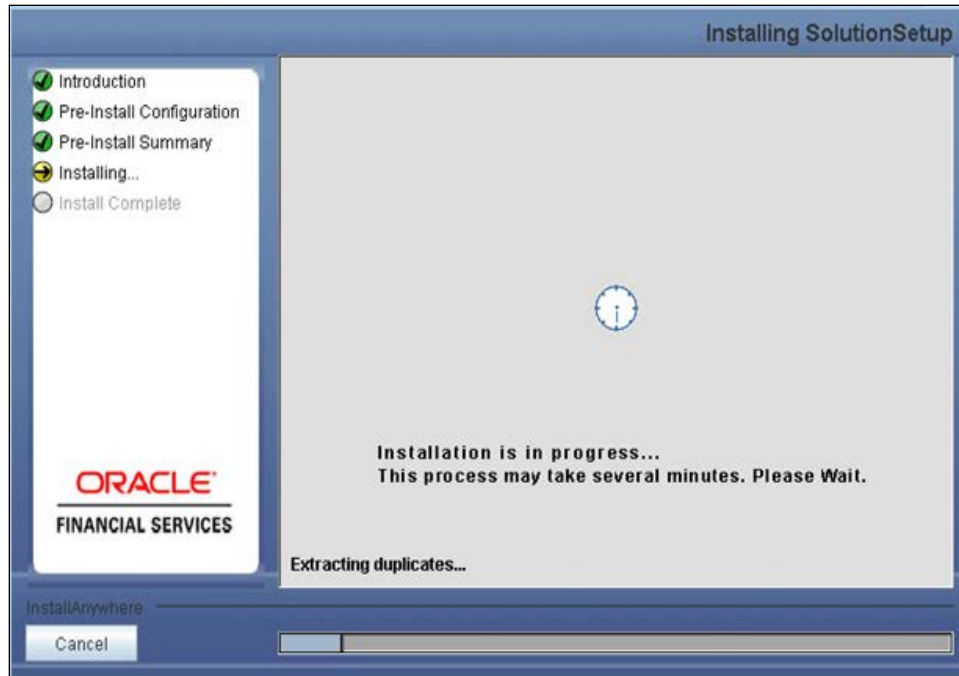 Installing SolutionSetup
Introduction
Pre-Install Configuration
Pre-Install Summary
Installing...
Install Complete
ORACLE®
FINANCIAL SERVICES
Installation is in progress...
This process may take several minutes. Please Wait.
Extracting duplicates...
InstallAnywhere
Cancel